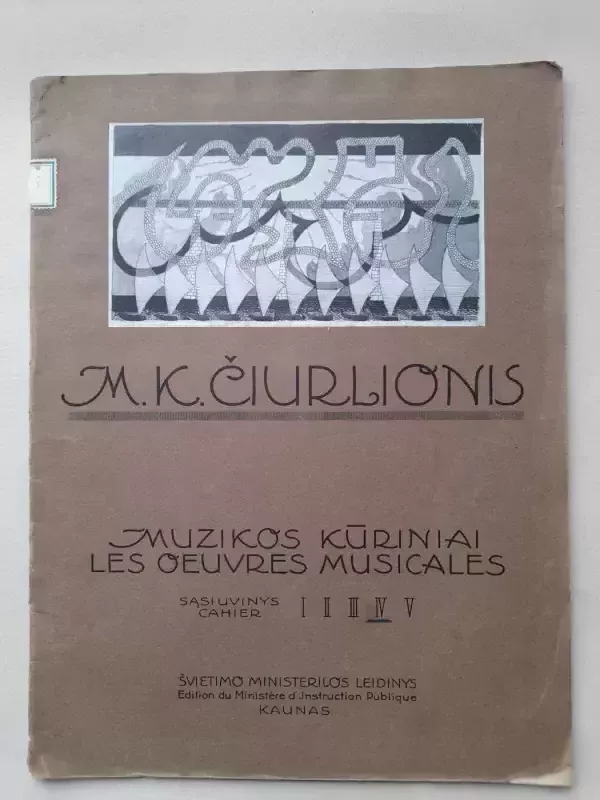 M. K. ČIURLIONIS
MUZIKOS KŪRINIAI
LES OEUVRES MUSICALES
SĄSIUVINYS
CAHIER
I II III IV V
ŠVIETIMO MINISTERIJOS LEIDINYS
Edition du Ministère d'Instruction Publique
KAUNAS